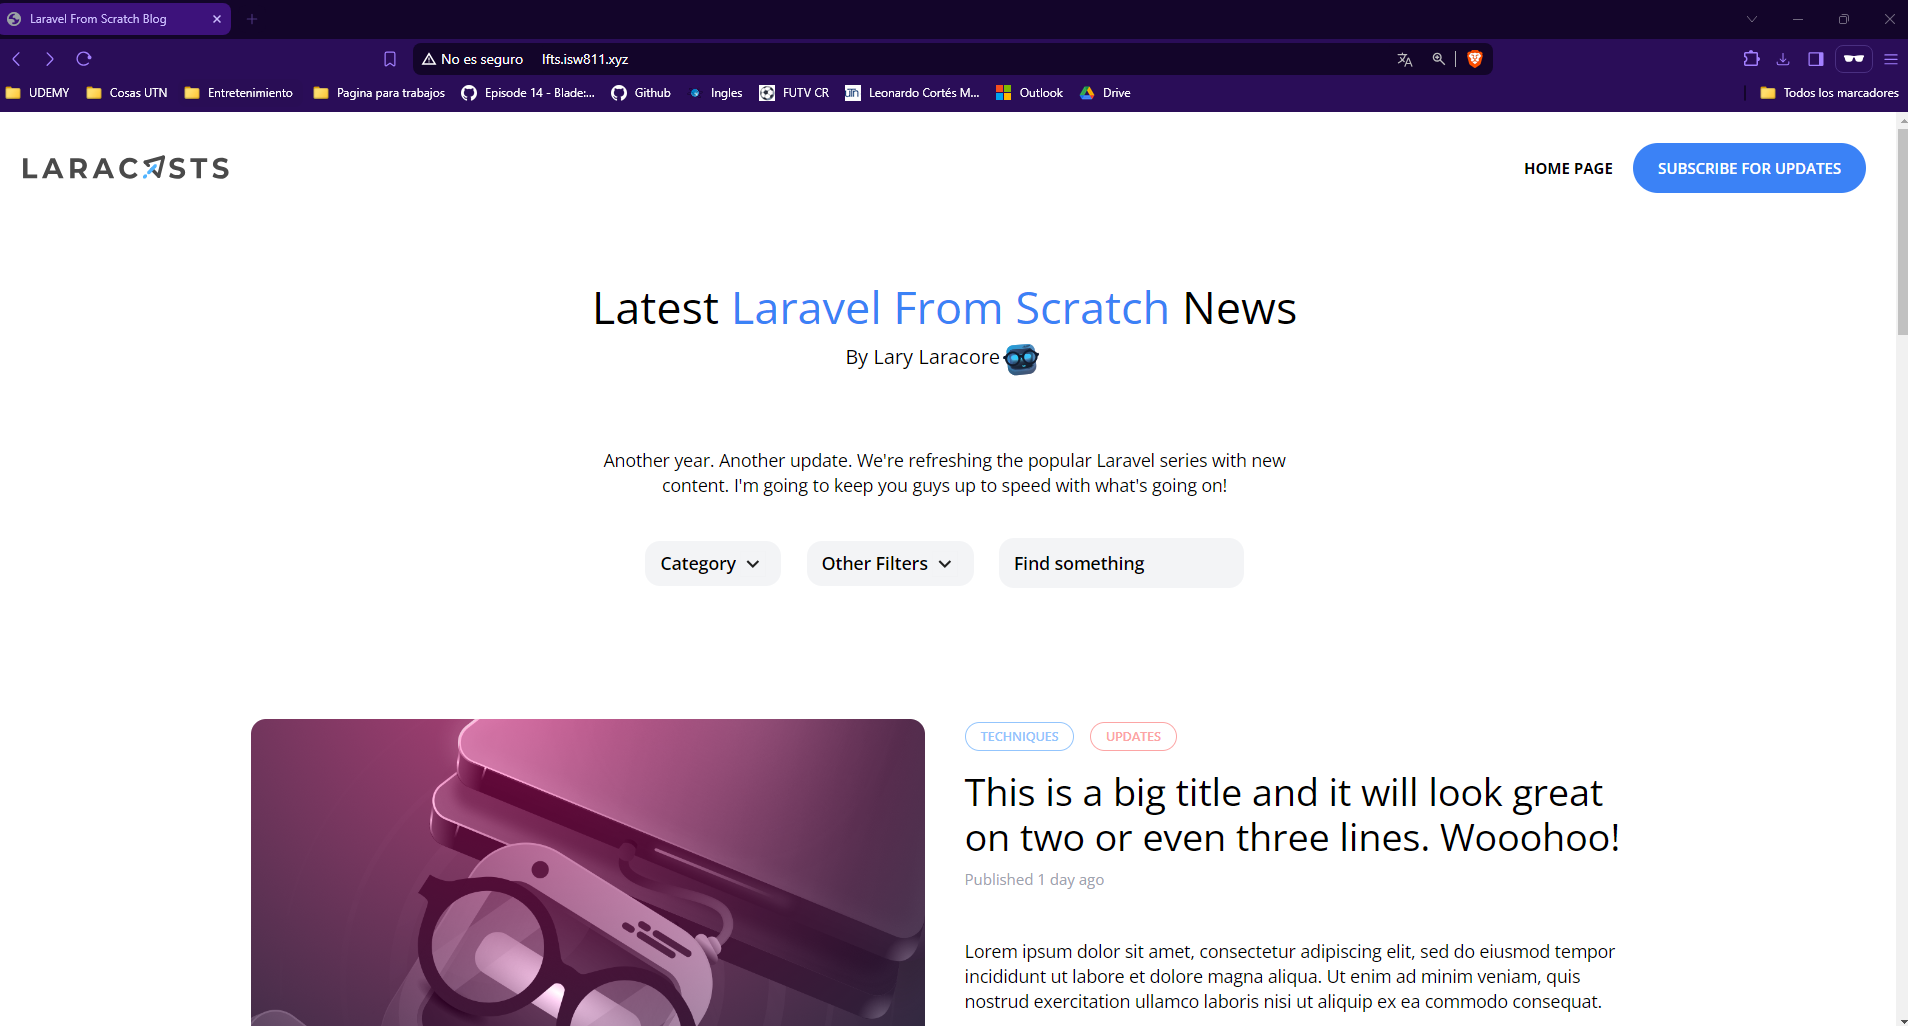 Laravel From Scratch Blog
No es seguro lfts.isw811.xyz
UDEMY Cosas UTN Entretenimiento Pagina para trabajos Episode 14 - Blade:... Github Ingles FUTV CR Leonardo Cortés M... Outlook Drive Todos los marcadores
LARACASTS
HOME PAGE SUBSCRIBE FOR UPDATES
Latest Laravel From Scratch News
By Lary Laracore
Another year. Another update. We're refreshing the popular Laravel series with new
content. I'm going to keep you guys up to speed with what's going on!
Category Other Filters Find something
TECHNIQUES UPDATES
This is a big title and it will look great
on two or even three lines. Wooohoo!
Published 1 day ago
Lorem ipsum dolor sit amet, consectetur adipiscing elit, sed do eiusmod tempor
incididunt ut labore et dolore magna aliqua. Ut enim ad minim veniam, quis
nostrud exercitation ullamco laboris nisi ut aliquip ex ea commodo consequat.